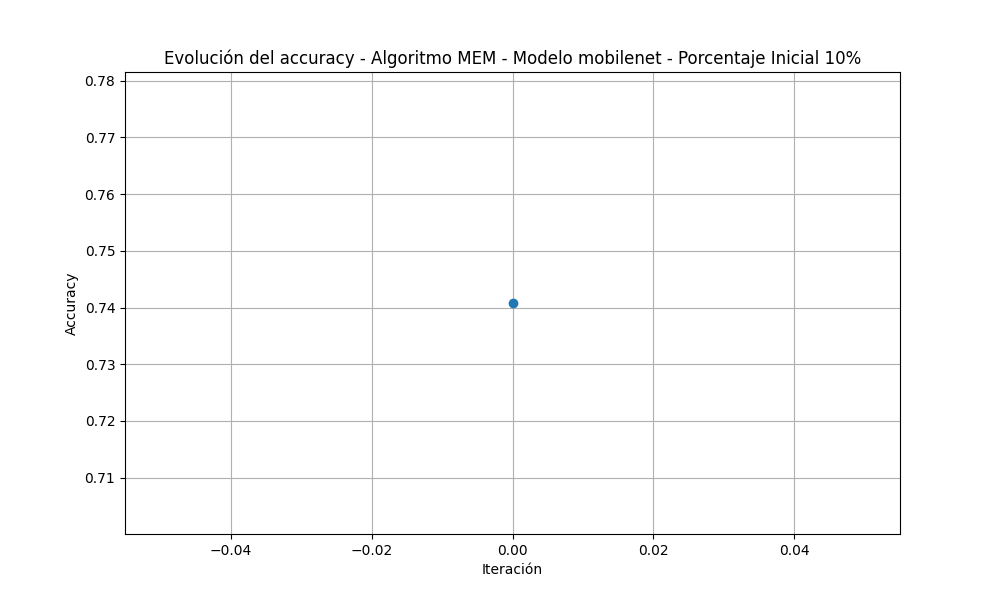 Evolución del accuracy - Algoritmo MEM - Modelo mobilenet - Porcentaje Inicial 10%
0.78
0.77
0.76
0.75
0.74
0.73
0.72
0.71
Accuracy
−0.04 −0.02 0.00 0.02 0.04
Iteración